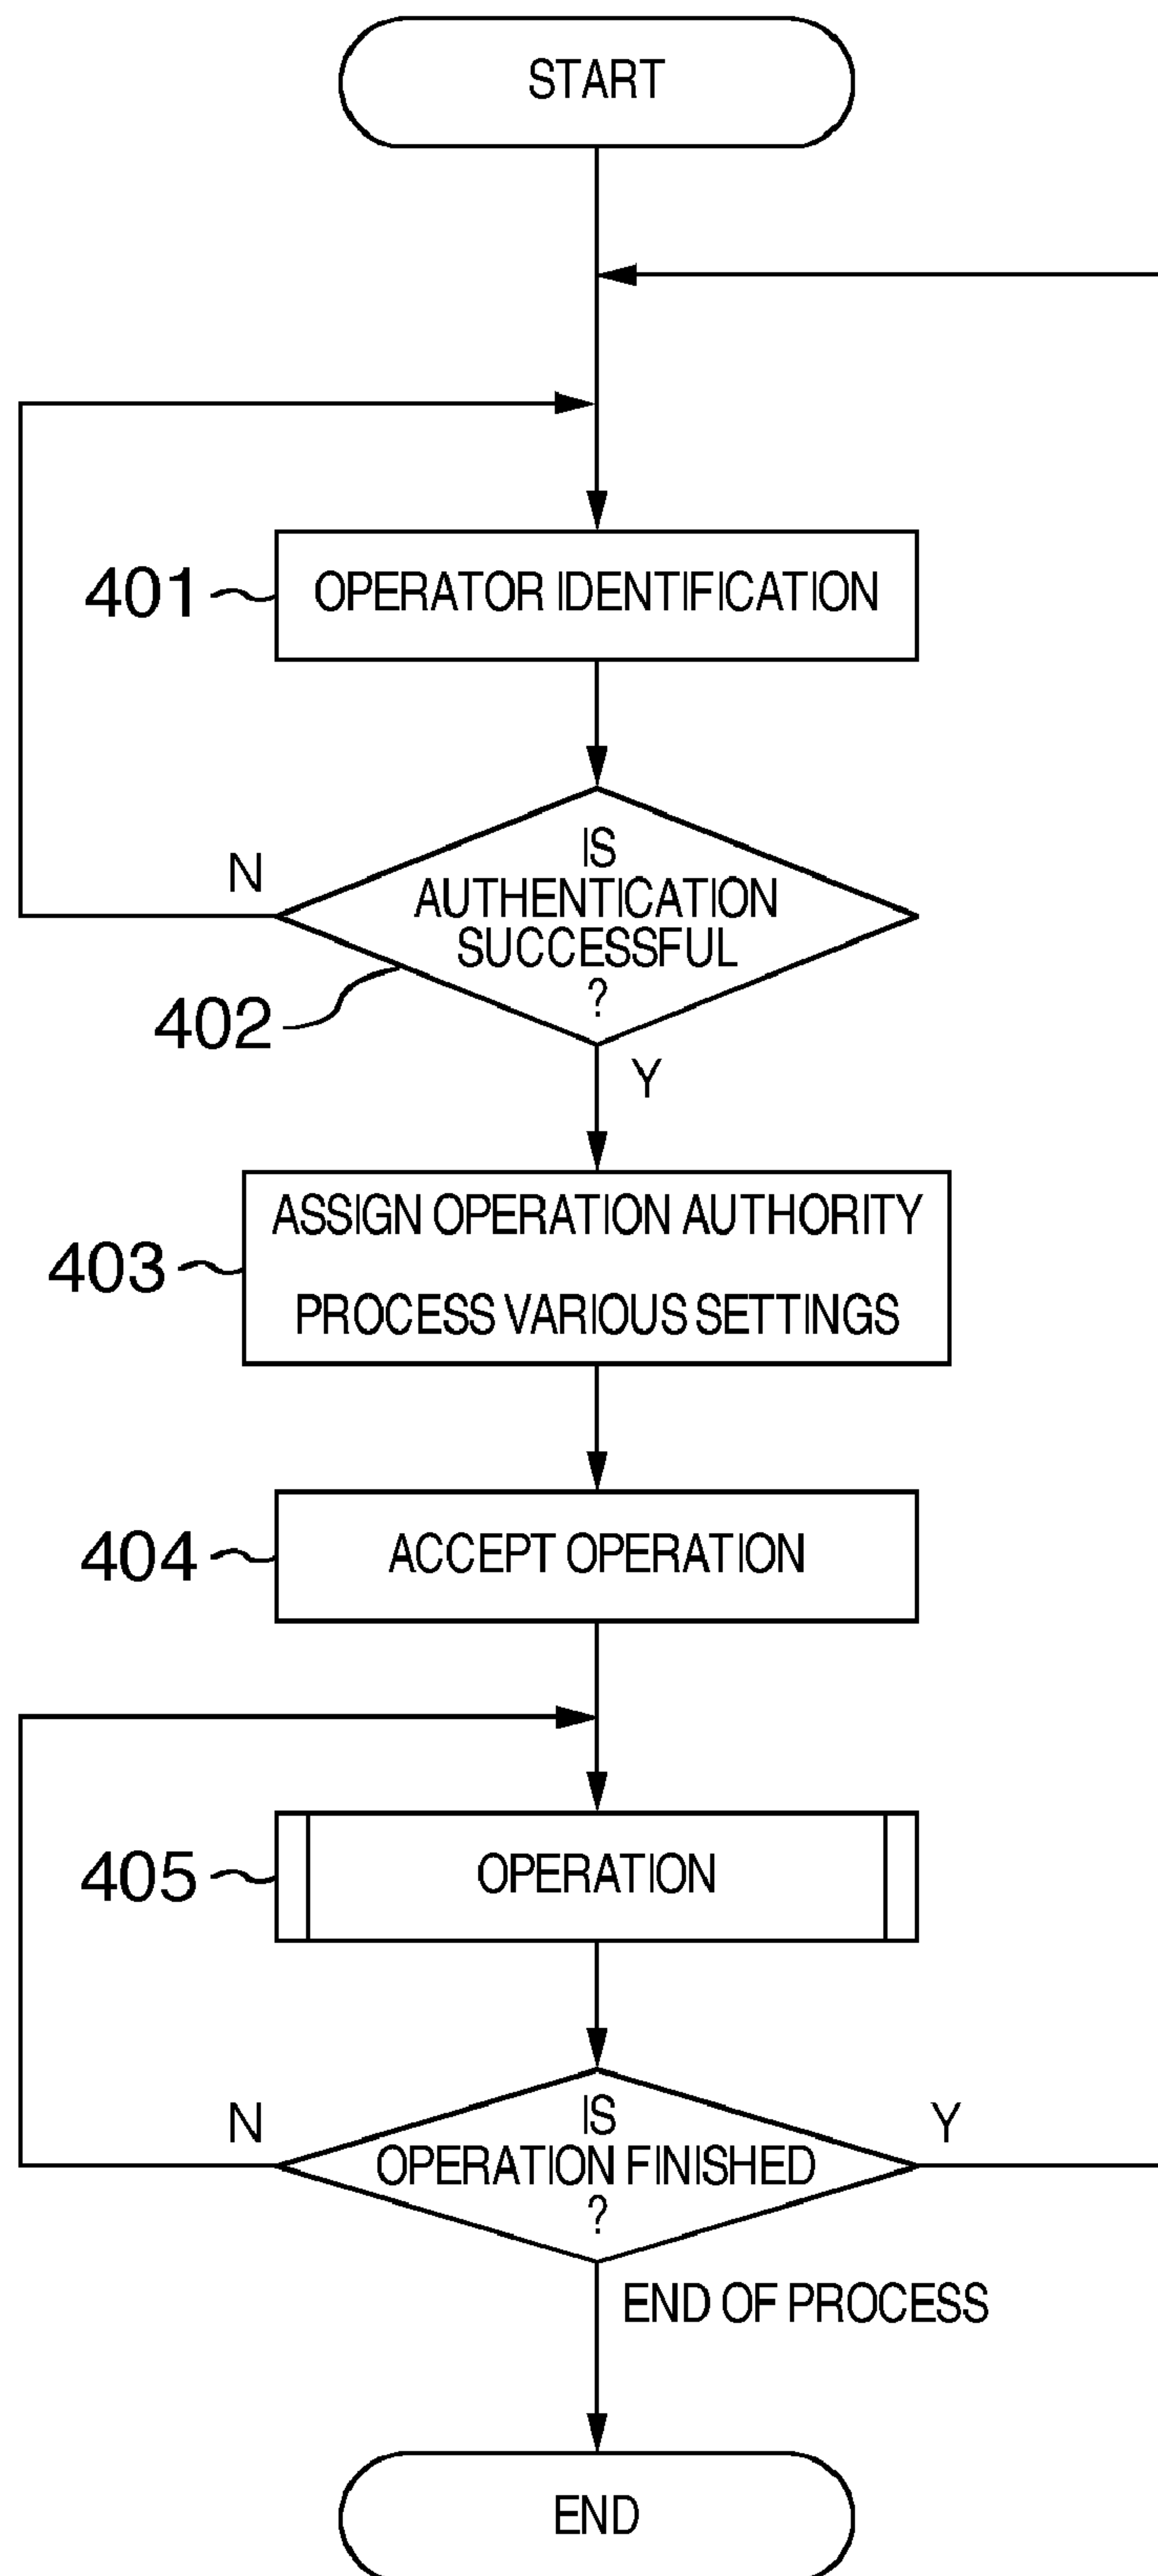 START
401
OPERATOR IDENTIFICATION
N
IS
AUTHENTICATION
SUCCESSFUL
?
402
Y
ASSIGN OPERATION AUTHORITY
403
PROCESS VARIOUS SETTINGS
404
ACCEPT OPERATION
405
OPERATION
N
IS
OPERATION FINISHED
?
Y
END OF PROCESS
END